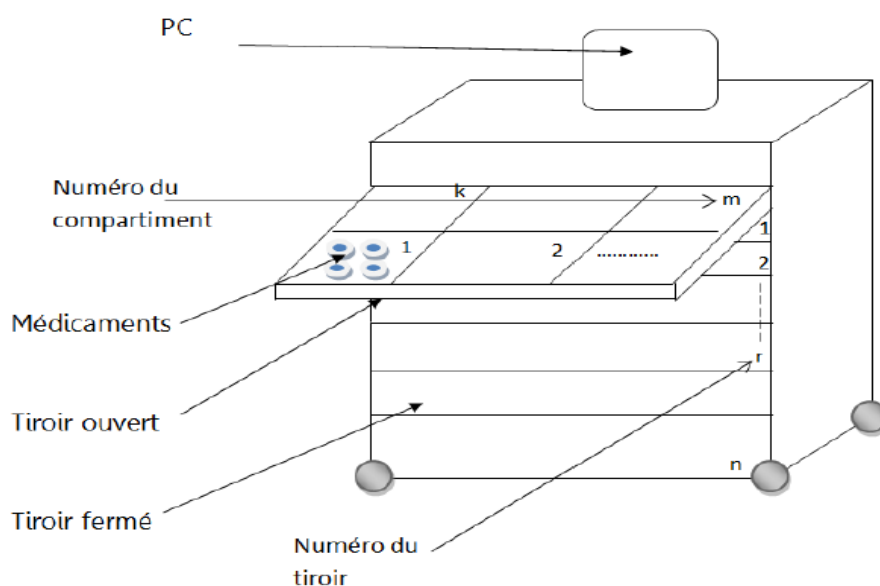 PC
Numéro du
compartiment
k
m
1
1
2
............
2
Médicaments
r
Tiroir ouvert
n
Tiroir fermé
Numéro du
tiroir